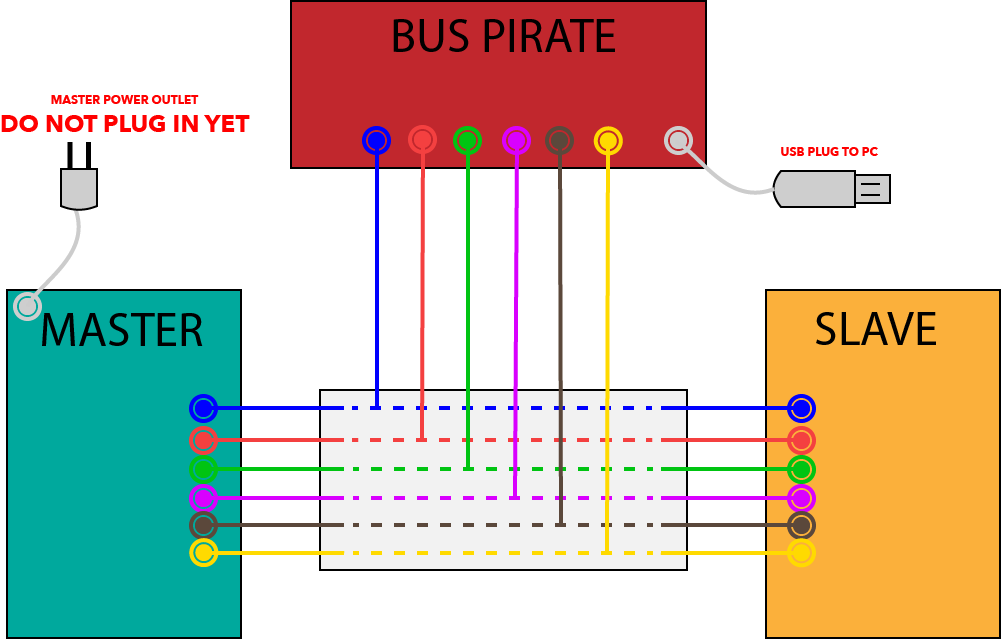 BUS PIRATE
MASTER POWER OUTLET
DO NOT PLUG IN YET
USB PLUG TO PC
MASTER
SLAVE